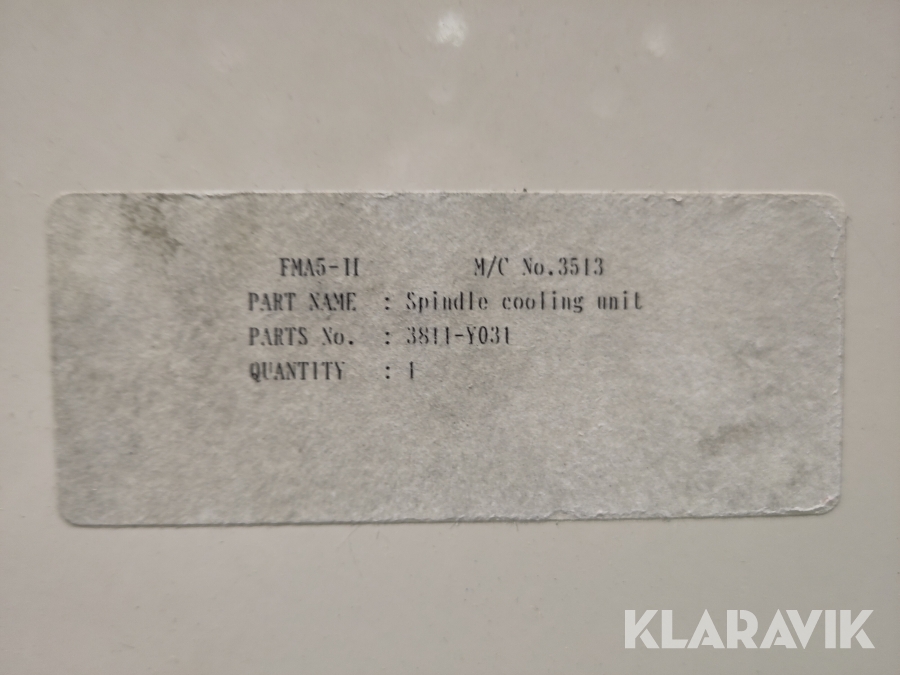 FMA5-II M/C No.3513
PART NAME : Spindle cooling unit
PARTS No. : 3811-Y031
QUANTITY : 1
KLARAVIK